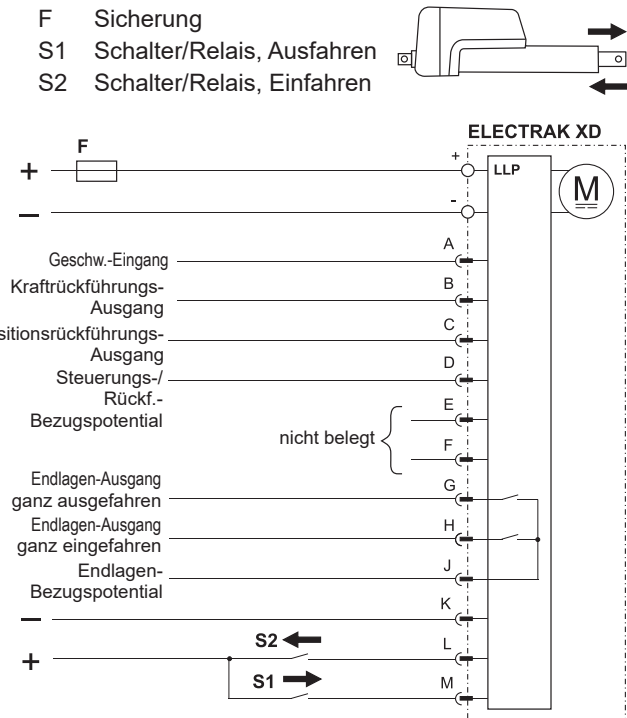 F Sicherung
S1 Schalter/Relais, Ausfahren
S2 Schalter/Relais, Einfahren
ELECTRAK XD
F
+
+
LLP
M
–
-
A
Geschw.-Eingang
B
Kraftrückführungs-
Ausgang
C
sitionsrückführungs-
Ausgang
D
Steuerungs-/
Rückf.-
Bezugspotential
E
nicht belegt
F
G
Endlagen-Ausgang
ganz ausgefahren
H
Endlagen-Ausgang
ganz eingefahren
J
Endlagen-
Bezugspotential
K
–
S2
L
+
S1
M